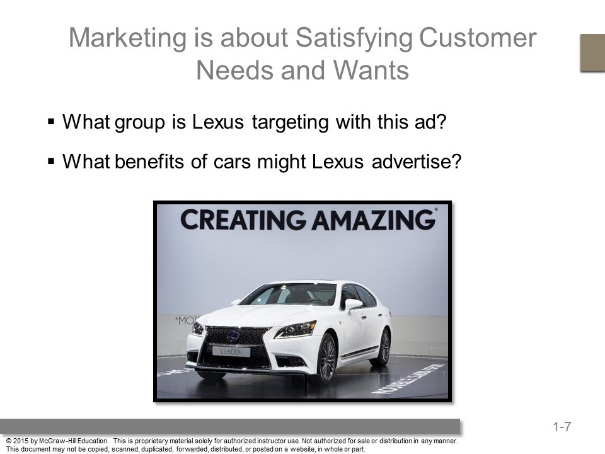 Marketing is about Satisfying Customer
Needs and Wants
▪ What group is Lexus targeting with this ad?
▪ What benefits of cars might Lexus advertise?
CREATING AMAZING*
LS 600h
1-7
© 2015 by McGraw-Hill Education. This is proprietary material solely for authorized instructor use. Not authorized for sale or distribution in any manner.
This document may not be copied, scanned, duplicated, forwarded, distributed, or posted on a website, in whole or part.